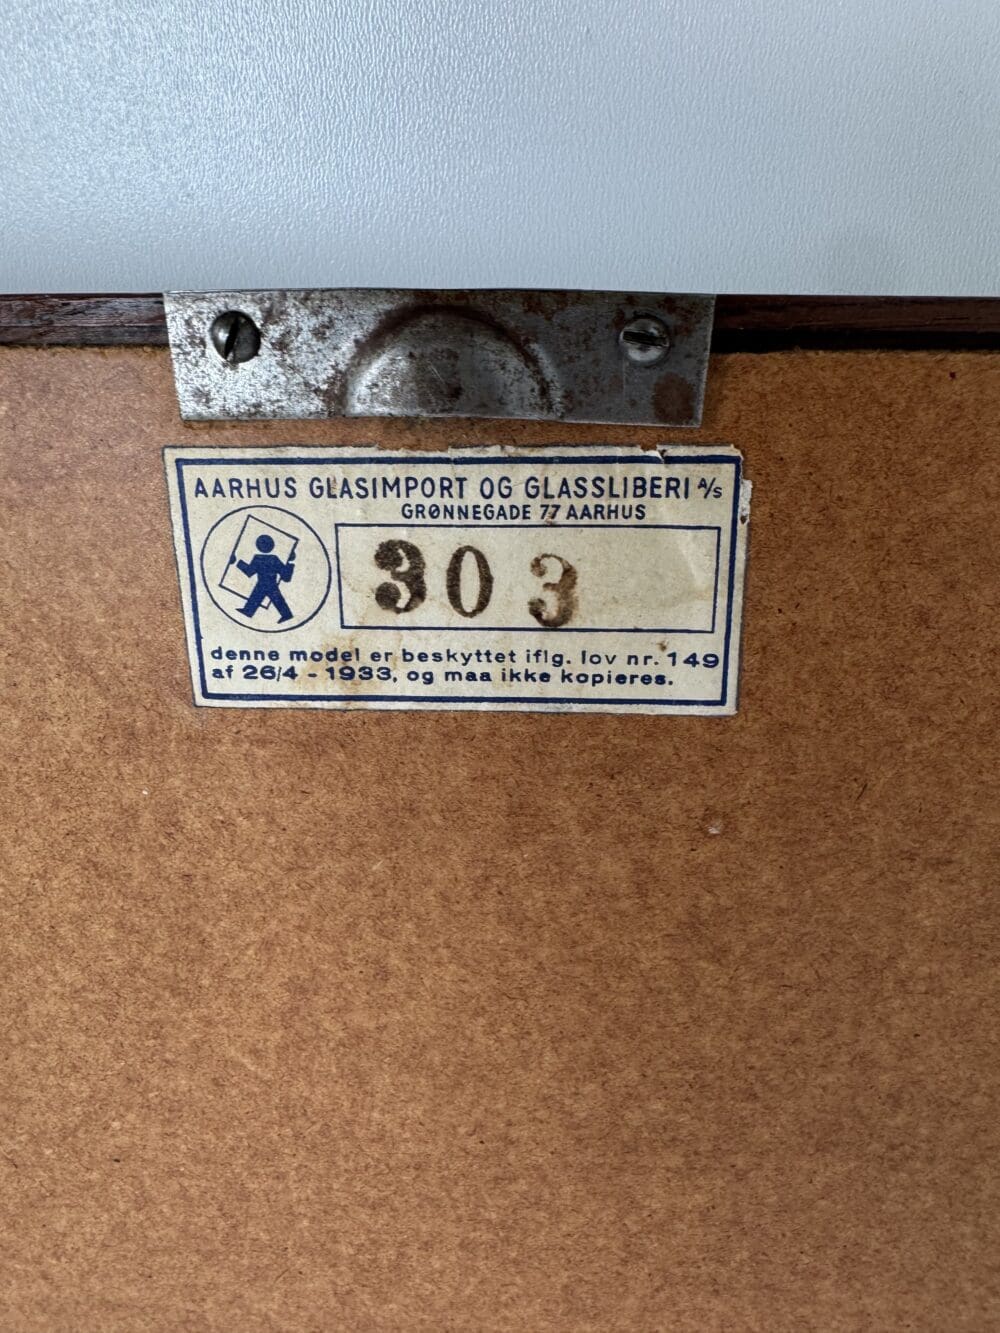 AARHUS GLASIMPORT OG GLASSLIBERI A/S
GRØNNEGADE 77 AARHUS
303
denne model er beskyttet iflg. lov nr. 149
af 26/4 - 1933, og maa ikke kopieres.